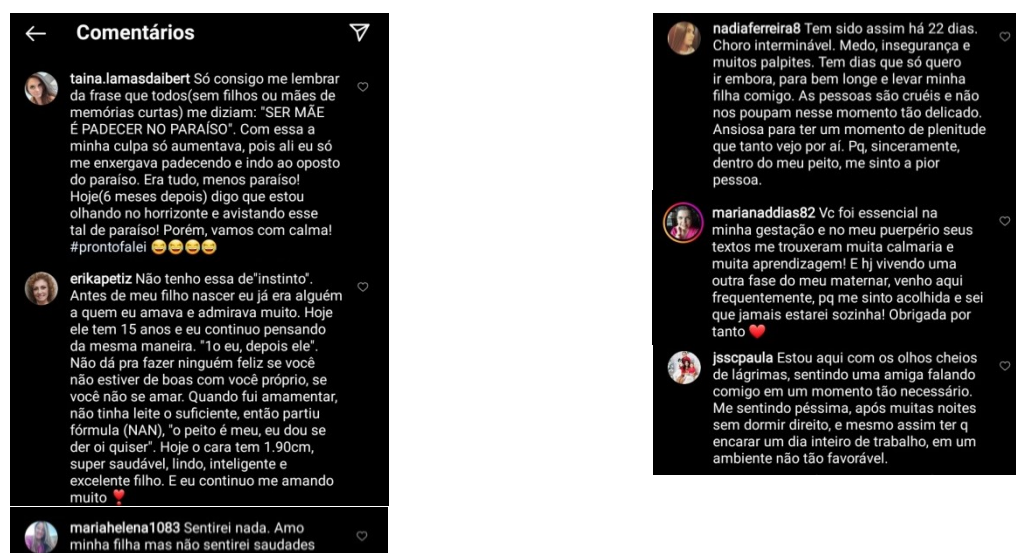 Comentários
taina.lamasdaibert Só consigo me lembrar
da frase que todos(sem filhos ou mães de
memórias curtas) me diziam: "SER MÃE
É PADECER NO PARAÍSO". Com essa a
minha culpa só aumentava, pois ali eu só
me enxergava padecendo e indo ao oposto
do paraíso. Era tudo, menos paraíso!
Hoje(6 meses depois) digo que estou
olhando no horrizonte e avistando esse
tal de paraíso! Porém, vamos com calma!
#prontofalei 😅😅😅😅
erikapetiz Não tenho essa de"instinto".
Antes de meu filho nascer eu já era alguém
a quem eu amava e admirava muito. Hoje
ele tem 15 anos e eu continuo pensando
da mesma maneira. "1o eu, depois ele".
Não dá pra fazer ninguém feliz se você
não estiver de boas com você próprio, se
você não se amar. Quando fui amamentar,
não tinha leite o suficiente, então partiu
fórmula (NAN), "o peito é meu, eu dou se
der oi quiser". Hoje o cara tem 1.90cm,
super saudável, lindo, inteligente e
excelente filho. E eu continuo me amando
muito ❣️
mariahelena1083 Sentirei nada. Amo
minha filha mas não sentirei saudades
nadiaferreira8 Tem sido assim há 22 dias.
Choro interminável. Medo, insegurança e
muitos palpites. Tem dias que só quero
ir embora, para bem longe e levar minha
filha comigo. As pessoas são cruéis e não
nos poupam nesse momento tão delicado.
Ansiosa para ter um momento de plenitude
que tanto vejo por aí. Pq, sinceramente,
dentro do meu peito, me sinto a pior
pessoa.
marianaddias82 Vc foi essencial na
minha gestação e no meu puerpério seus
textos me trouxeram muita calmaria e
muita aprendizagem! E hj vivendo uma
outra fase do meu maternar, venho aqui
frequentemente, pq me sinto acolhida e sei
que jamais estarei sozinha! Obrigada por
tanto ❤️
jsscpaula Estou aqui com os olhos cheios
de lágrimas, sentindo uma amiga falando
comigo em um momento tão necessário.
Me sentindo péssima, após muitas noites
sem dormir direito, e mesmo assim ter q
encarar um dia inteiro de trabalho, em um
ambiente não tão favorável.